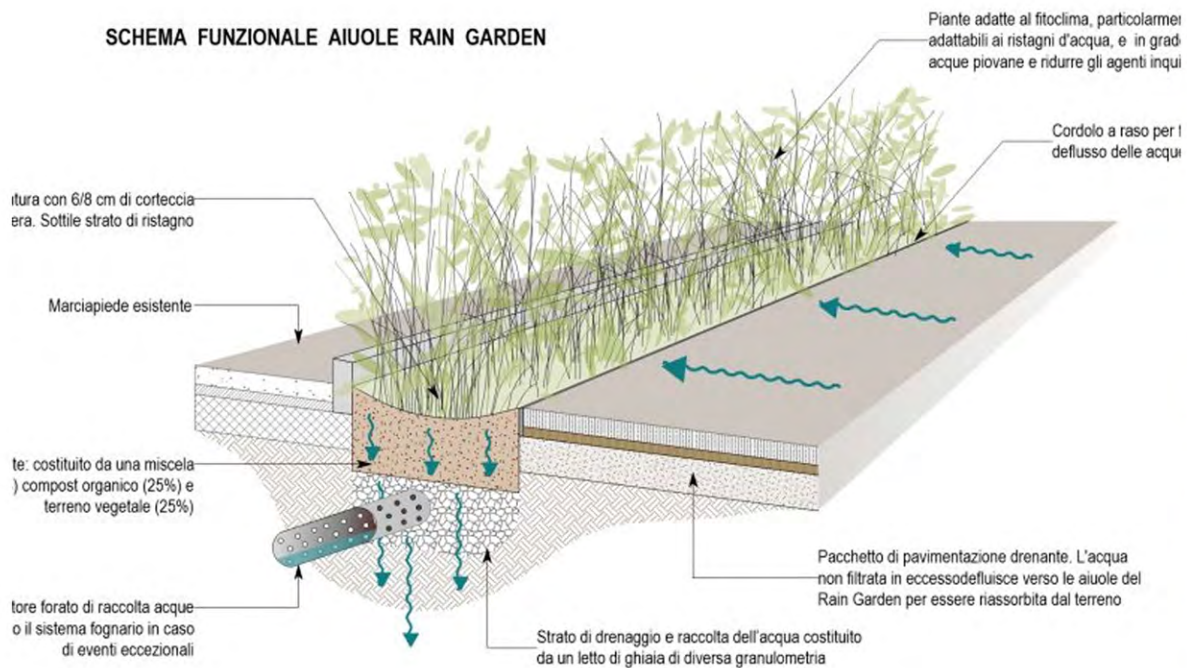 SCHEMA FUNZIONALE AIUOLE RAIN GARDEN
Piante adatte al fitoclima, particolarmen
adattabili ai ristagni d'acqua, e in grad
acque piovane e ridurre gli agenti inqui
Cordolo a raso per f
deflusso delle acque
tura con 6/8 cm di corteccia
era. Sottile strato di ristagno
Marciapiede esistente
te: costituito da una miscela
) compost organico (25%) e
terreno vegetale (25%)
tore forato di raccolta acque
o il sistema fognario in caso
di eventi eccezionali
Strato di drenaggio e raccolta dell'acqua costituito
da un letto di ghiaia di diversa granulometria
Pacchetto di pavimentazione drenante. L'acqua
non filtrata in eccessodefluisce verso le aiuole del
Rain Garden per essere riassorbita dal terreno